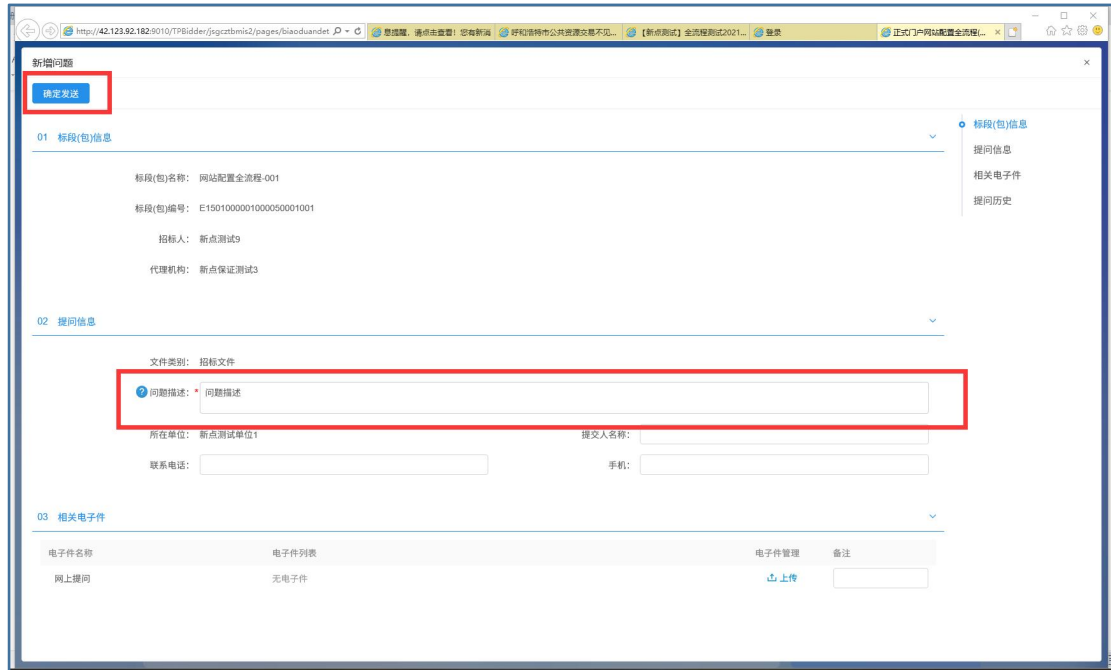 http://42.123.92.182:9010/TPBidder/jsgcztbmis2/pages/biaoduandet
息提醒，请点击查看！您有新消
呼和浩特市公共资源交易不见...
【新点测试】全流程测试2021...
登录
正式门户网站配置全流程(...
新增问题
确定发送
01 标段(包)信息
标段(包)信息
提问信息
相关电子件
提问历史
标段(包)名称： 网站配置全流程-001
标段(包)编号： E1501000001000050001001
招标人： 新点测试9
代理机构： 新点保证测试3
02 提问信息
文件类别： 招标文件
问题描述： * 问题描述
所在单位： 新点测试单位1 提交人名称：
联系电话： 手机：
03 相关电子件
电子件名称 电子件列表 电子件管理 备注
网上提问 无电子件 上传